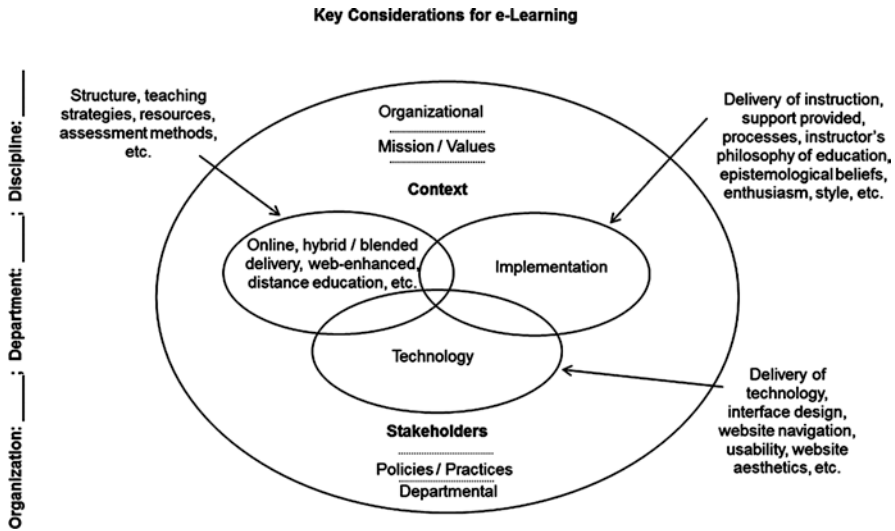 Key Considerations for e-Learning
Organization: ____; Department: ____; Discipline: ____
Structure, teaching
strategies, resources,
assessment methods,
etc.
Organizational
Mission / Values
Context
Delivery of instruction,
support provided,
processes, instructor's
philosophy of education,
epistemological beliefs,
enthusiasm, style, etc.
Online, hybrid / blended
delivery, web-enhanced,
distance education, etc.
Implementation
Technology
Delivery of
technology,
interface design,
website navigation,
usability, website
aesthetics, etc.
Stakeholders
Policies / Practices
Departmental